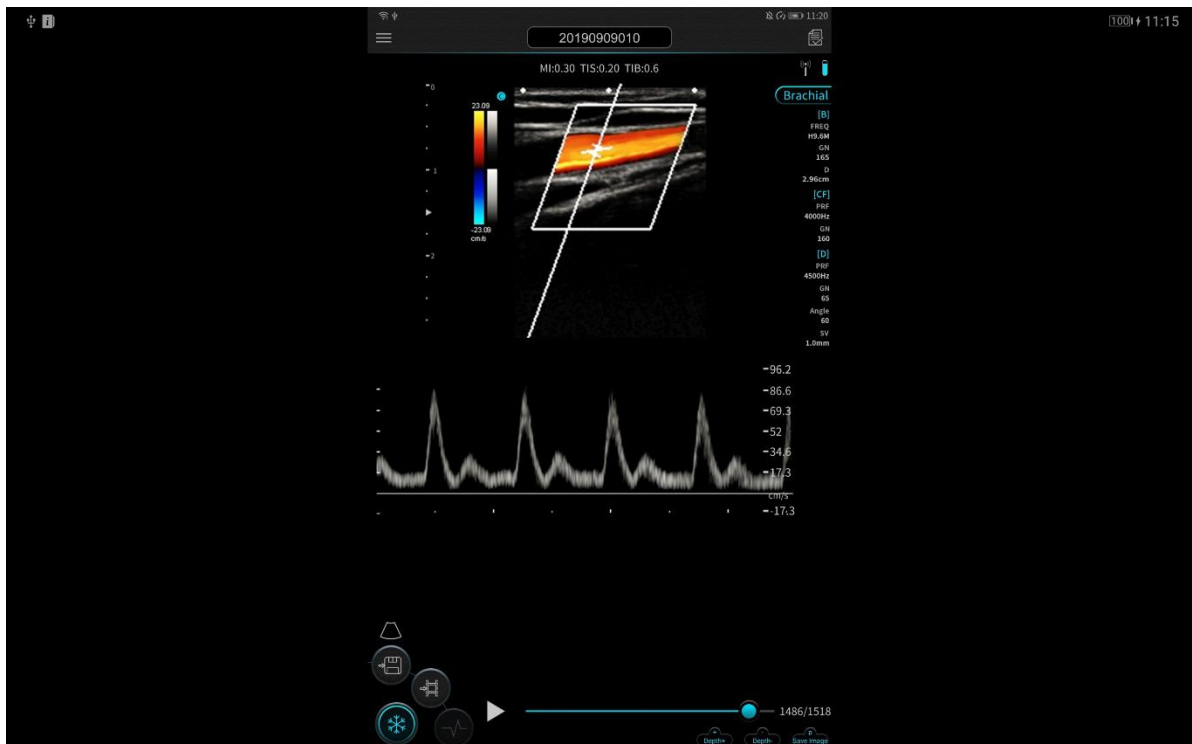 100 11:15
11:20
20190909010
MI:0.30 TIS:0.20 TIB:0.6
Brachial
0
1
2
C
23.09
-23.09
cm/s
[B]
FREQ
H9.6M
GN
165
D
2.96cm
[CF]
PRF
4000Hz
GN
160
[D]
PRF
4500Hz
GN
65
Angle
60
SV
1.0mm
96.2
86.6
69.3
52
34.6
17.3
cm/s
-17.3
1486/1518
Depth+ Depth- Save Image